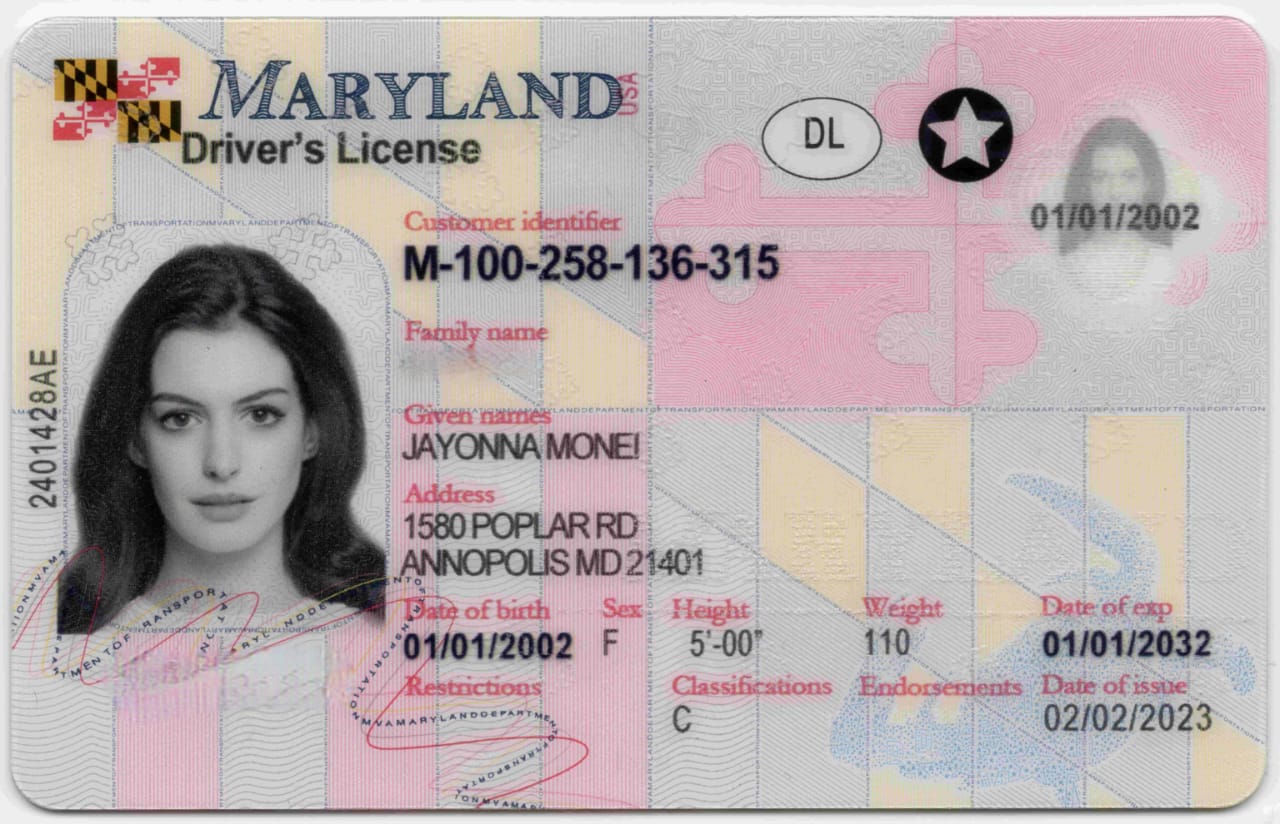 MARYLAND USA
Driver's License
DL
01/01/2002
Customer identifier
M-100-258-136-315
Family name
Given names
JAYONNA MONE!
Address
1580 POPLAR RD
ANNOPOLIS MD 21401
2401428AE
Date of birth Sex Height Weight Date of exp
01/01/2002 F 5'-00" 110 01/01/2032
Restrictions Classifications Endorsements Date of issue
C 02/02/2023